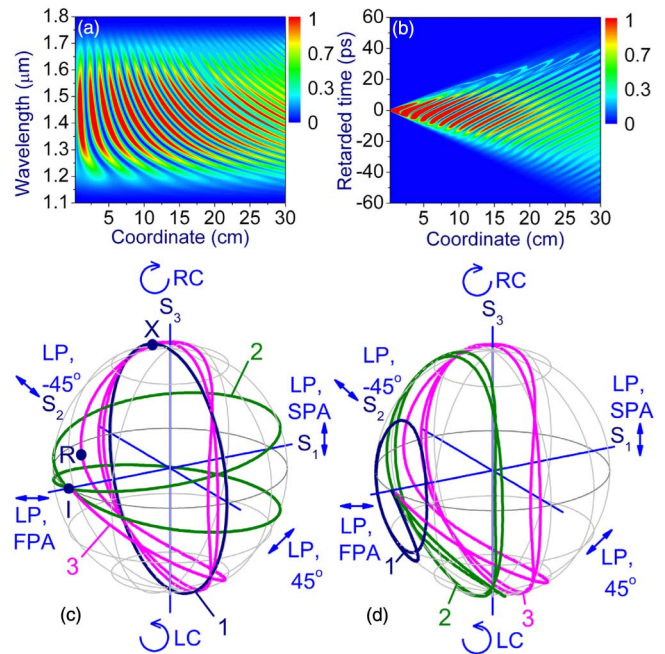 (a)
1
0.7
0.3
0
1.8
1.7
1.6
1.5
1.4
1.3
1.2
1.1
Wavelength (μm)
5 10 15 20 25 30
Coordinate (cm)
(b)
1
0.7
0.3
0
60
40
20
0
-20
-40
-60
Retarded time (ps)
5 10 15 20 25 30
Coordinate (cm)
RC
S3
X
2
LP,
-45°
S2
LP,
SPA
S1
R
I
LP,
FPA
3
LP,
45°
1
(c)
LC
RC
S3
LP,
-45°
S2
LP,
SPA
S1
LP,
FPA
1
LP,
45°
2
3
(d)
LC